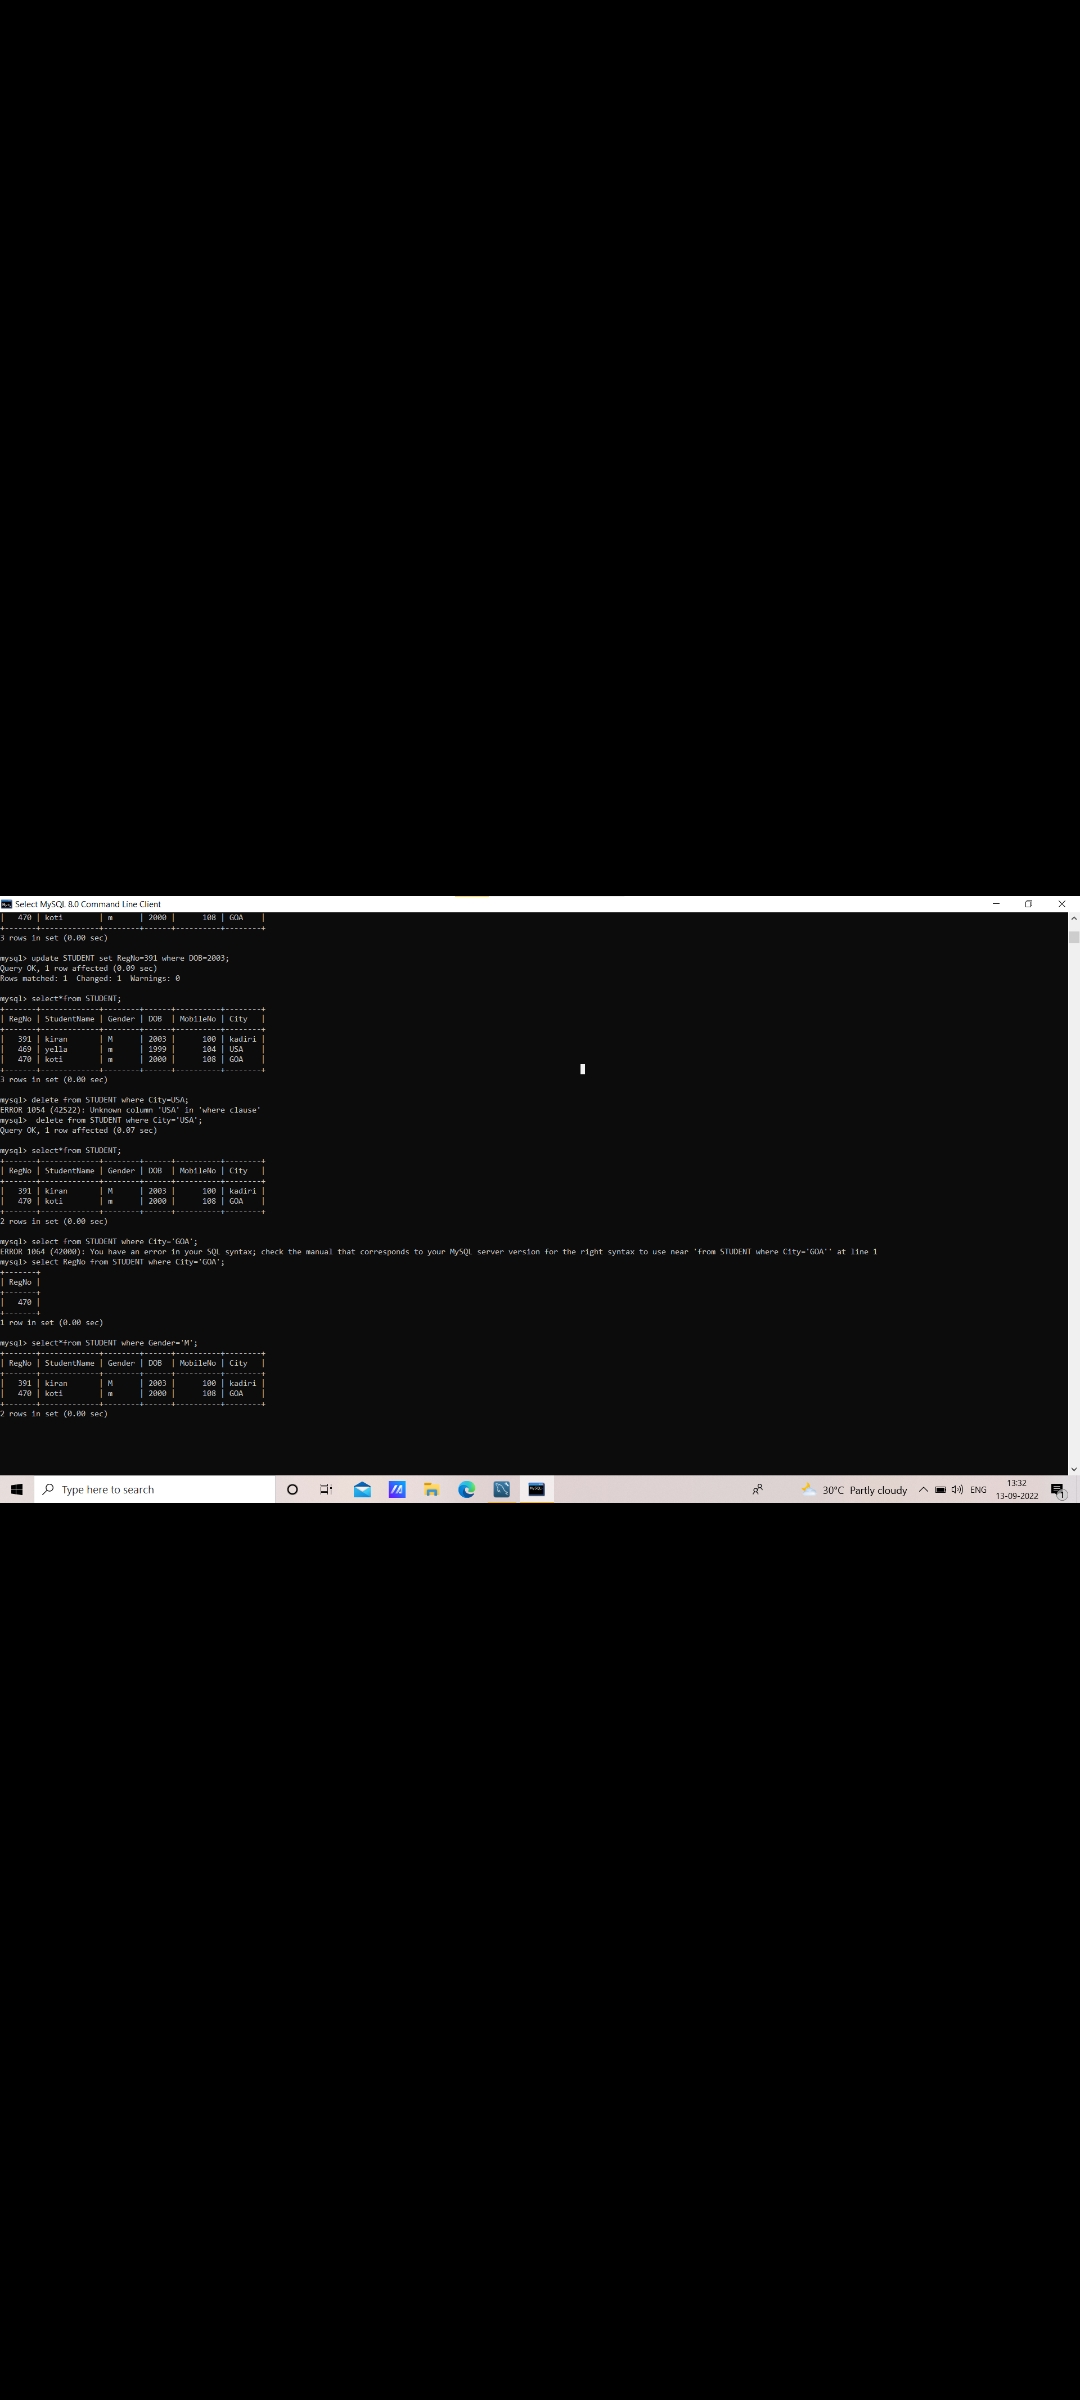 Select MySQL 8.0 Command Line Client
| 470 | koti | m | 2000 | 108 | GOA |
+-------+-------------+--------+------+----------+--------+
3 rows in set (0.00 sec)
mysql> update STUDENT set RegNo=391 where DOB=2003;
Query OK, 1 row affected (0.09 sec)
Rows matched: 1 Changed: 1 Warnings: 0
mysql> select*from STUDENT;
+-------+-------------+--------+------+----------+--------+
| RegNo | StudentName | Gender | DOB | MobileNo | City |
+-------+-------------+--------+------+----------+--------+
| 391 | kiran | M | 2003 | 100 | kadiri |
| 469 | yella | m | 1999 | 104 | USA |
| 470 | koti | m | 2000 | 108 | GOA |
+-------+-------------+--------+------+----------+--------+
3 rows in set (0.00 sec)
mysql> delete from STUDENT where City=USA;
ERROR 1054 (42S22): Unknown column 'USA' in 'where clause'
mysql>  delete from STUDENT where City='USA';
Query OK, 1 row affected (0.07 sec)
mysql> select*from STUDENT;
+-------+-------------+--------+------+----------+--------+
| RegNo | StudentName | Gender | DOB | MobileNo | City |
+-------+-------------+--------+------+----------+--------+
| 391 | kiran | M | 2003 | 100 | kadiri |
| 470 | koti | m | 2000 | 108 | GOA |
+-------+-------------+--------+------+----------+--------+
2 rows in set (0.00 sec)
mysql> select from STUDENT where City='GOA';
ERROR 1064 (42000): You have an error in your SQL syntax; check the manual that corresponds to your MySQL server version for the right syntax to use near 'from STUDENT where City='GOA'' at line 1
mysql> select RegNo from STUDENT where City='GOA';
+-------+
| RegNo |
+-------+
| 470 |
+-------+
1 row in set (0.00 sec)
mysql> select*from STUDENT where Gender='M';
+-------+-------------+--------+------+----------+--------+
| RegNo | StudentName | Gender | DOB | MobileNo | City |
+-------+-------------+--------+------+----------+--------+
| 391 | kiran | M | 2003 | 100 | kadiri |
| 470 | koti | m | 2000 | 108 | GOA |
+-------+-------------+--------+------+----------+--------+
2 rows in set (0.00 sec)
Type here to search
30°C Partly cloudy
ENG
13:32
13-09-2022
1